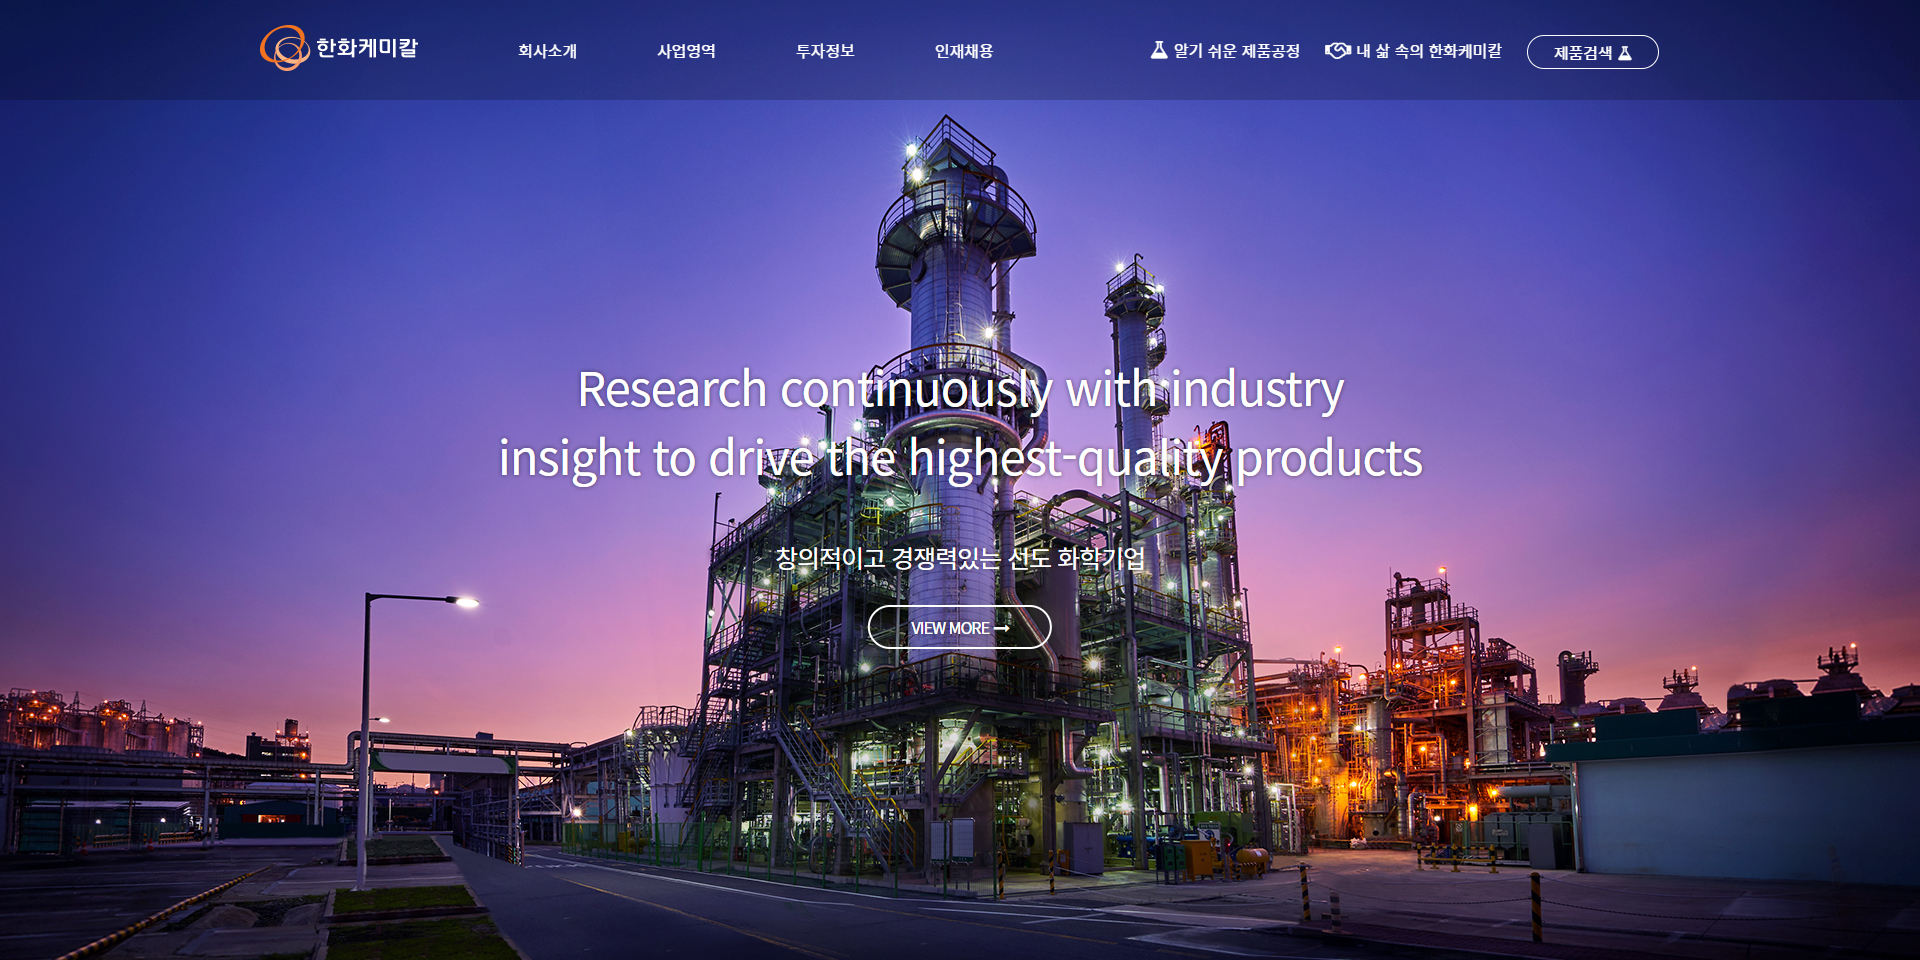 한화케미칼
회사소개
사업영역
투자정보
인재채용
알기 쉬운 제품공정
내 삶 속의 한화케미칼
제품검색
Research continuously with industry
insight to drive the highest-quality products
창의적이고 경쟁력있는 선도 화학기업
VIEW MORE